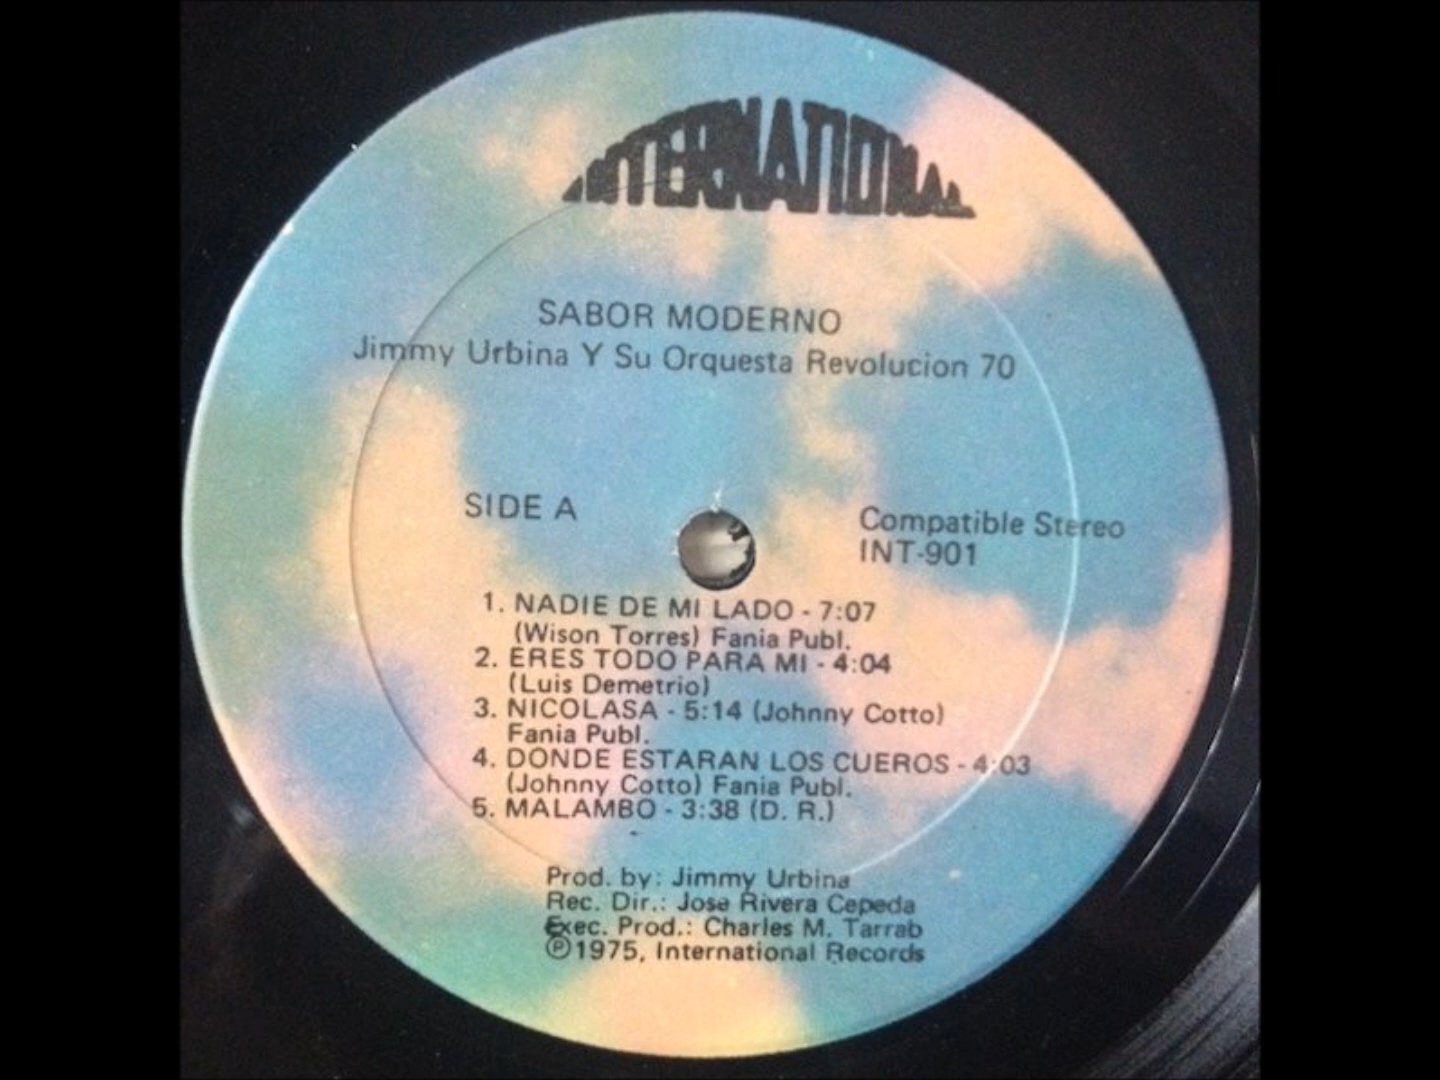 INTERNATIONAL
SABOR MODERNO
Jimmy Urbina Y Su Orquesta Revolucion 70
SIDE A
Compatible Stereo
INT-901
1. NADIE DE MI LADO - 7:07
(Wison Torres) Fania Publ.
2. ERES TODO PARA MI - 4:04
(Luis Demetrio)
3. NICOLASA - 5:14 (Johnny Cotto)
Fania Publ.
4. DONDE ESTARAN LOS CUEROS - 4:03
(Johnny Cotto) Fania Publ.
5. MALAMBO - 3:38 (D. R.)
Prod. by: Jimmy Urbina
Rec. Dir.: Jose Rivera Cepeda
Exec. Prod.: Charles M. Tarrab
℗1975, International Records